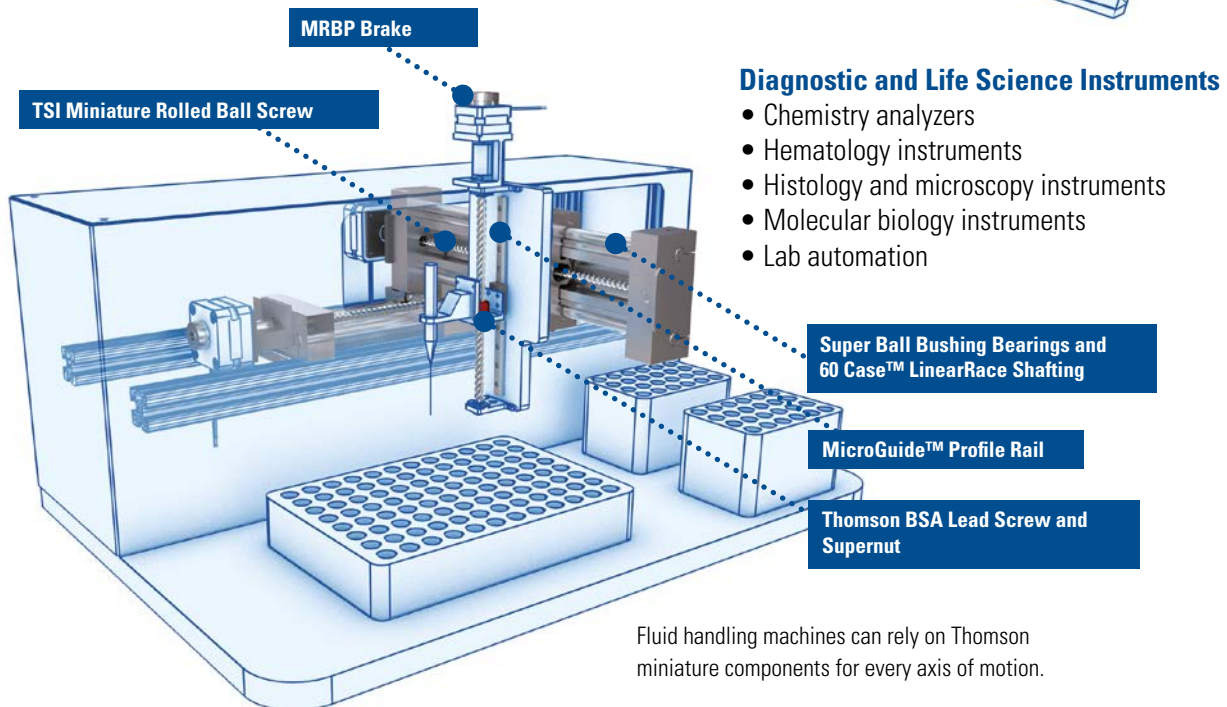 MRBP Brake
TSI Miniature Rolled Ball Screw
Diagnostic and Life Science Instruments
• Chemistry analyzers
• Hematology instruments
• Histology and microscopy instruments
• Molecular biology instruments
• Lab automation
Super Ball Bushing Bearings and
60 Case™ LinearRace Shafting
MicroGuide™ Profile Rail
Thomson BSA Lead Screw and
Supernut
Fluid handling machines can rely on Thomson
miniature components for every axis of motion.